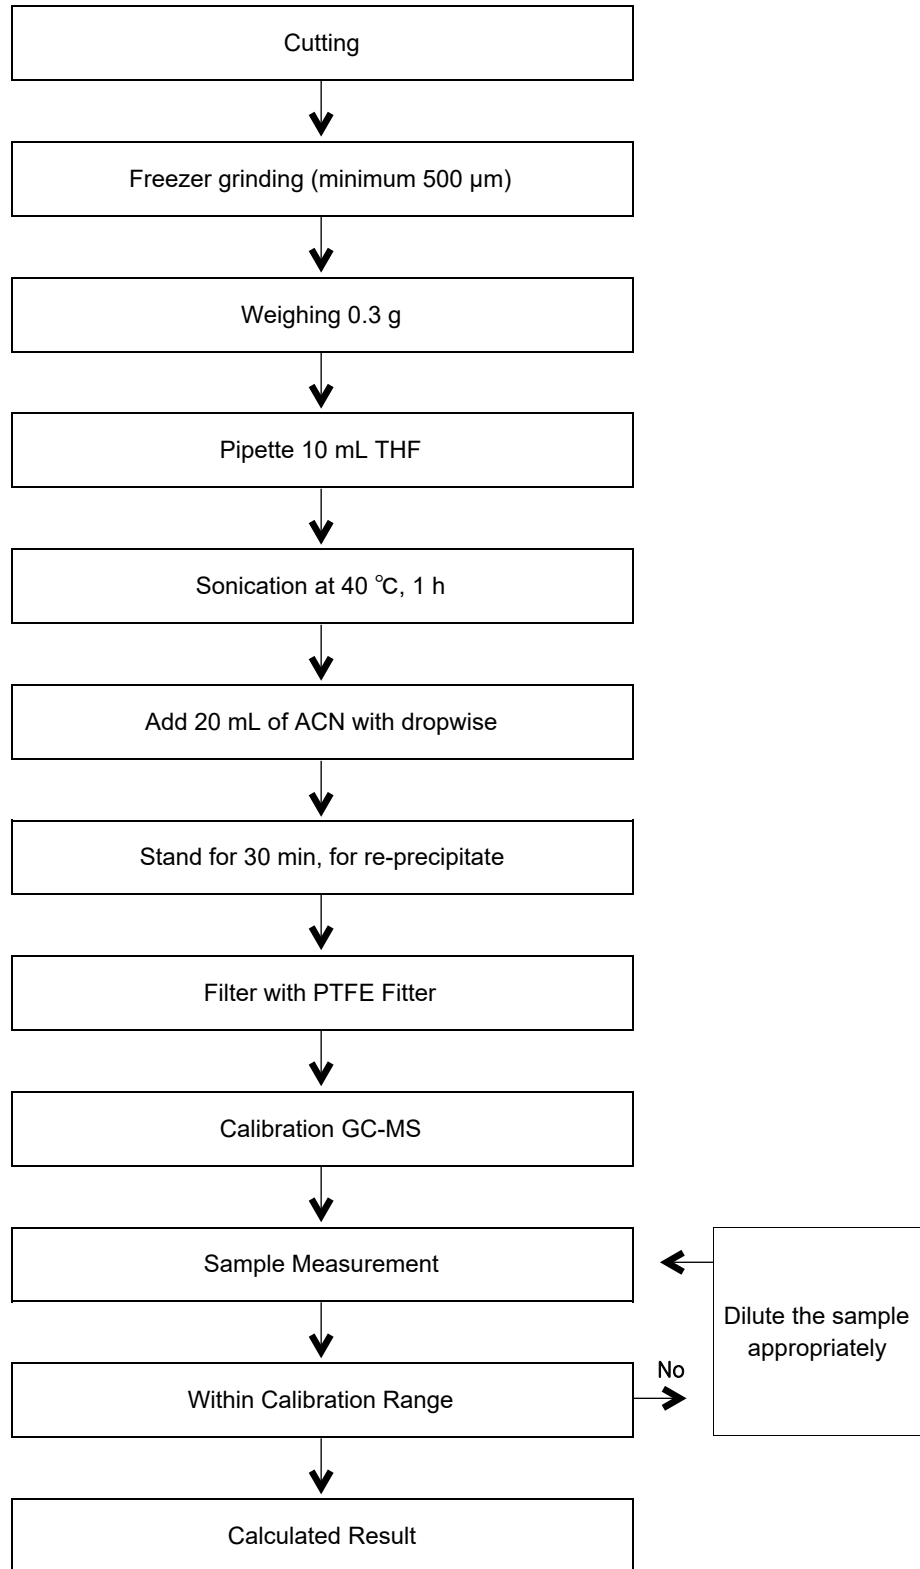 Cutting
Freezer grinding (minimum 500 µm)
Weighing 0.3 g
Pipette 10 mL THF
Sonication at 40 ℃, 1 h
Add 20 mL of ACN with dropwise
Stand for 30 min, for re-precipitate
Filter with PTFE Fitter
Calibration GC-MS
Sample Measurement
Dilute the sample
appropriately
No
Within Calibration Range
Calculated Result